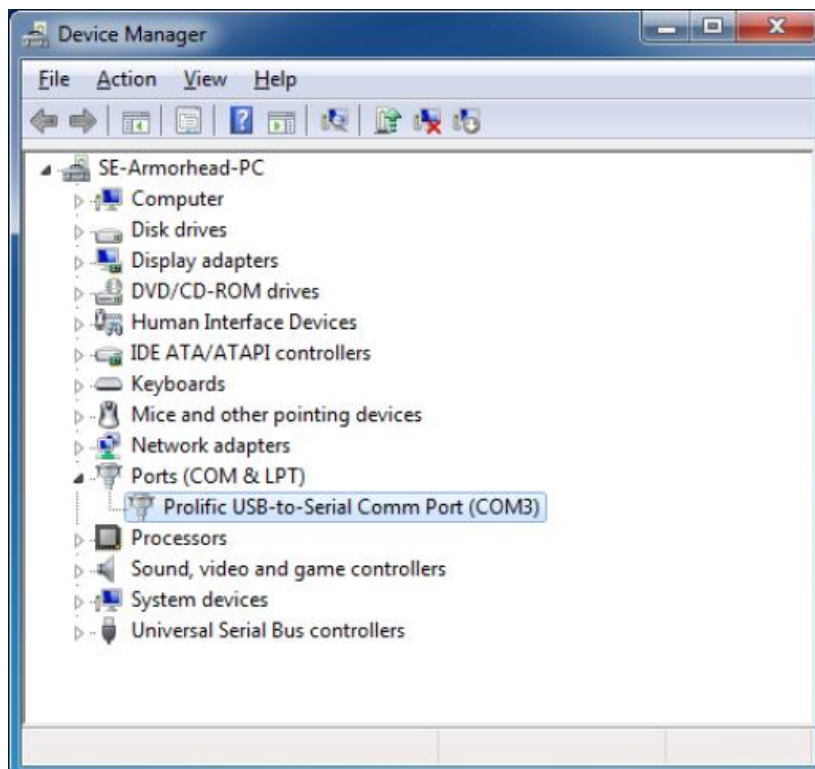 Device Manager
File Action View Help
SE-Armorhead-PC
Computer
Disk drives
Display adapters
DVD/CD-ROM drives
Human Interface Devices
IDE ATA/ATAPI controllers
Keyboards
Mice and other pointing devices
Network adapters
Ports (COM & LPT)
Prolific USB-to-Serial Comm Port (COM3)
Processors
Sound, video and game controllers
System devices
Universal Serial Bus controllers